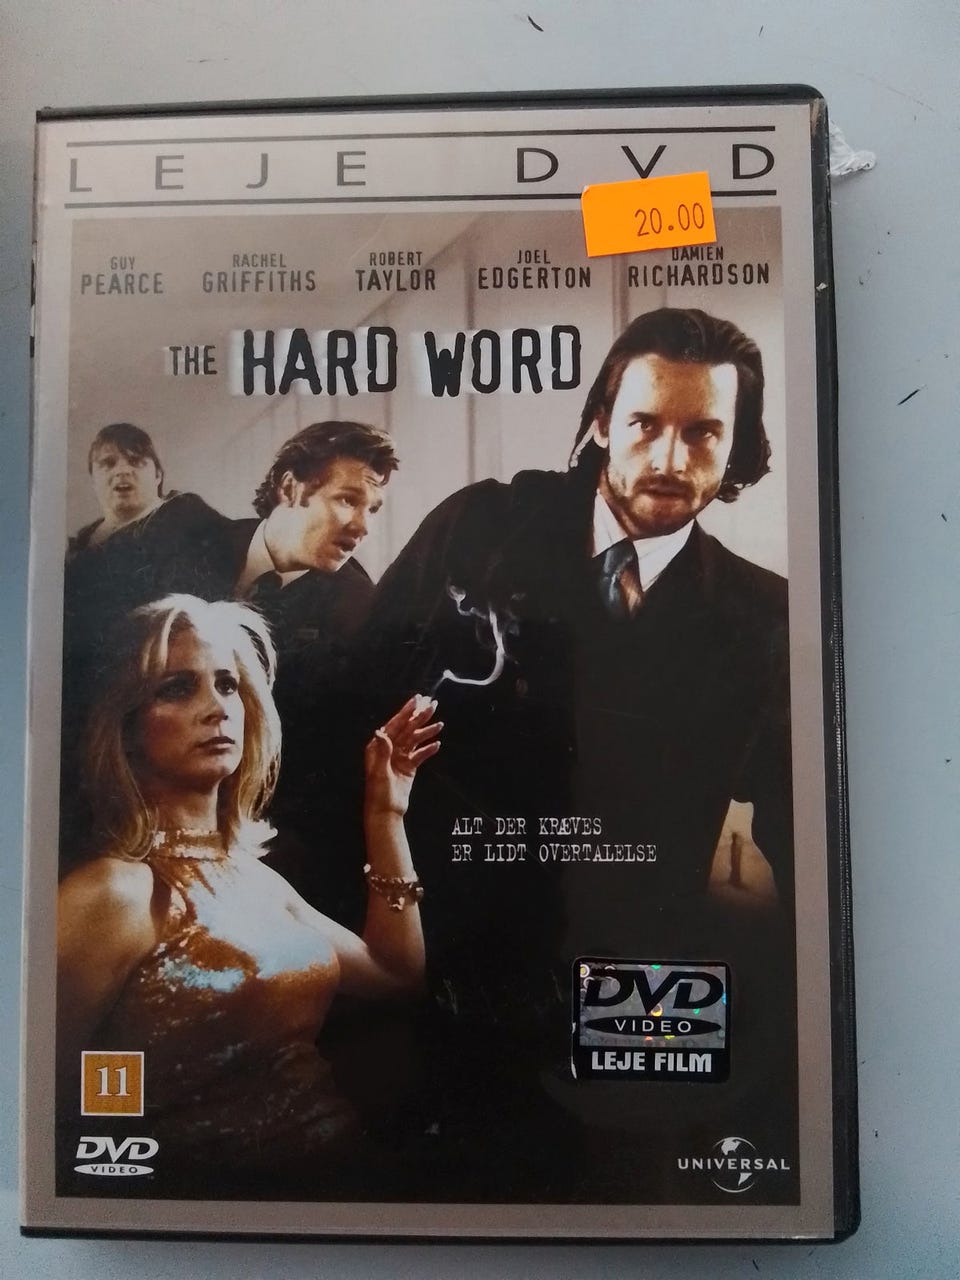 LEJE DVD
20.00
GUY PEARCE
RACHEL GRIFFITHS
ROBERT TAYLOR
JOEL EDGERTON
DAMIEN RICHARDSON
THE HARD WORD
ALT DER KRÆVES
ER LIDT OVERTALELSE
DVD
VIDEO
LEJE FILM
11
DVD
VIDEO
UNIVERSAL